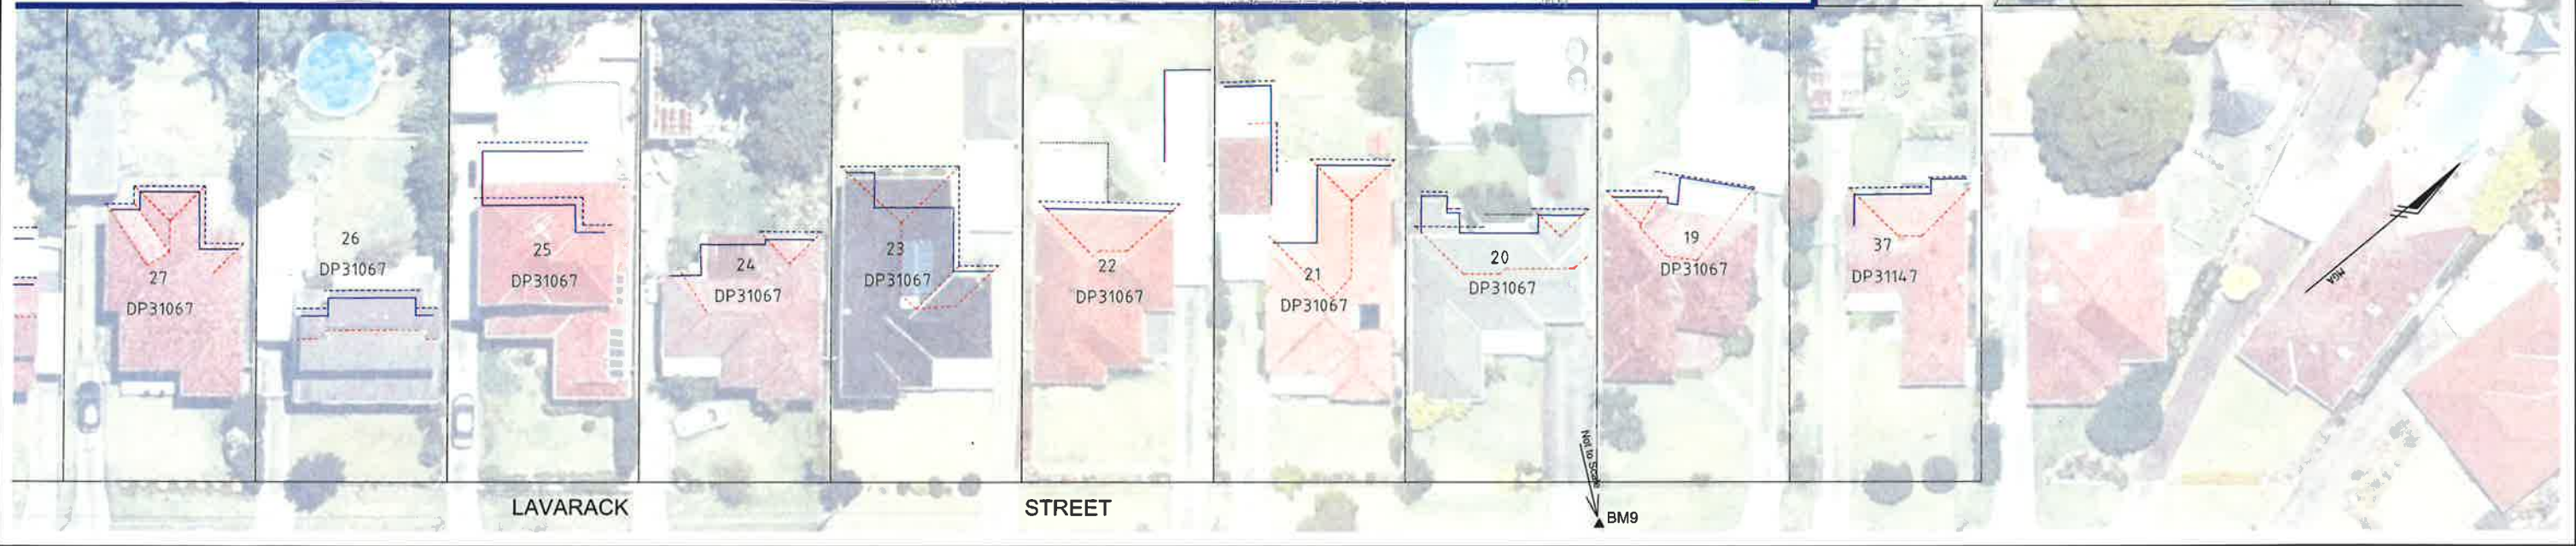 27
DP31067
26
DP31067
25
DP31067
24
DP31067
23
DP31067
22
DP31067
21
DP31067
20
DP31067
19
DP31067
37
DP31147
MGA
Not to Scale
LAVARACK STREET
BM9